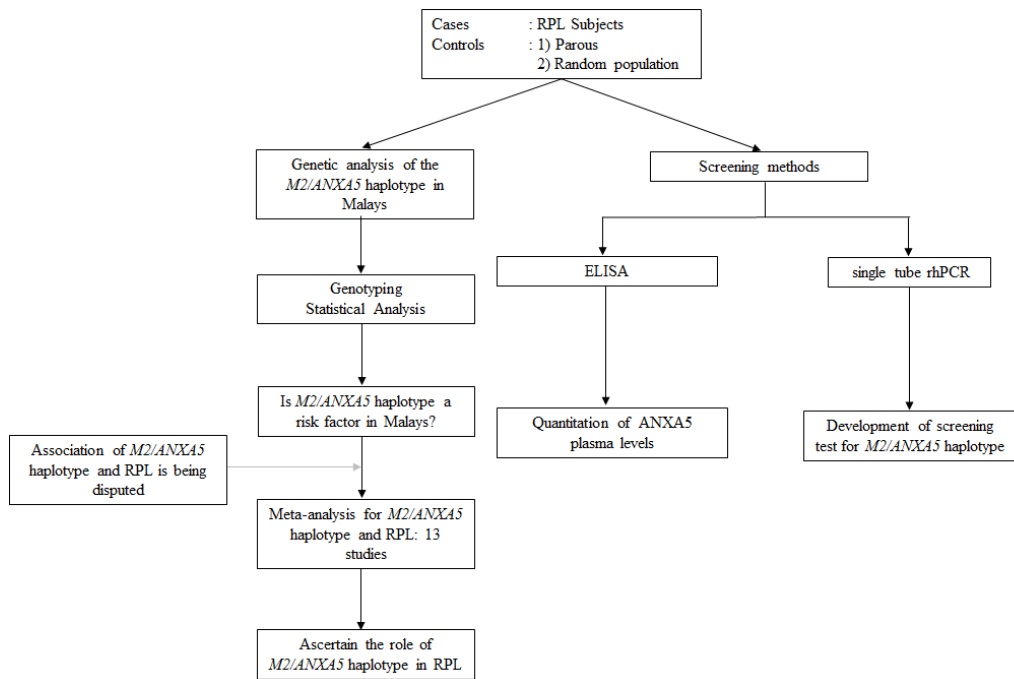 Cases : RPL Subjects
Controls : 1) Parous
2) Random population
Genetic analysis of the
M2/ANXA5 haplotype in
Malays
Screening methods
Genotyping
Statistical Analysis
ELISA
single tube rhPCR
Is M2/ANXA5 haplotype a
risk factor in Malays?
Quantitation of ANXA5
plasma levels
Development of screening
test for M2/ANXA5 haplotype
Association of M2/ANXA5
haplotype and RPL is being
disputed
Meta-analysis for M2/ANXA5
haplotype and RPL: 13
studies
Ascertain the role of
M2/ANXA5 haplotype in RPL